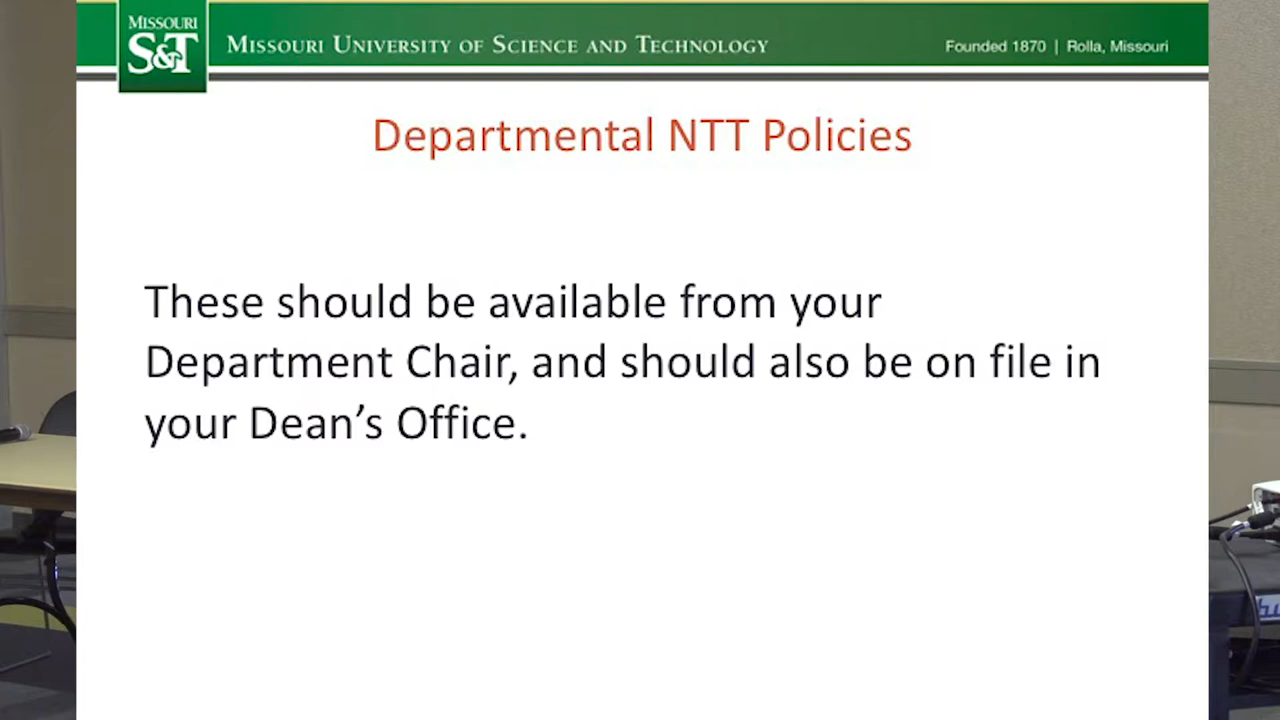 MISSOURI
S&T
MISSOURI UNIVERSITY OF SCIENCE AND TECHNOLOGY
Founded 1870 | Rolla, Missouri
Departmental NTT Policies
These should be available from your
Department Chair, and should also be on file in
your Dean's Office.